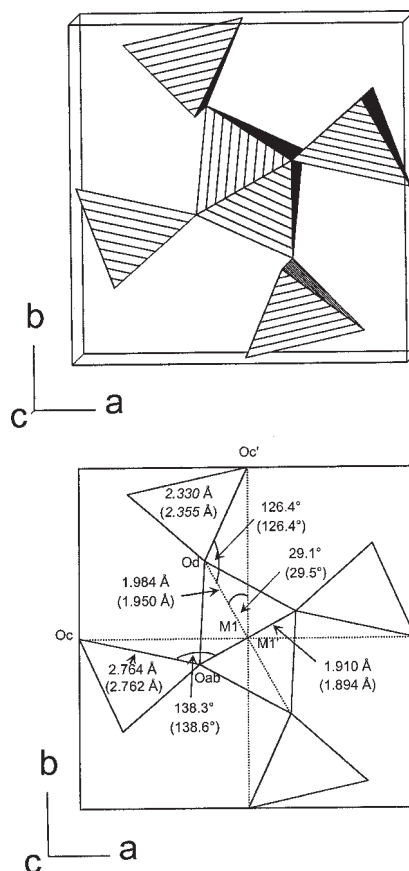 b
c a
Oc'
2.330 Å
(2.355 Å)
126.4°
(126.4°)
Od
29.1°
(29.5°)
1.984 Å
(1.950 Å)
Oc
M1
M1'
1.910 Å
(1.894 Å)
2.764 Å
(2.762 Å)
Oab
138.3°
(138.6°)
b
c a